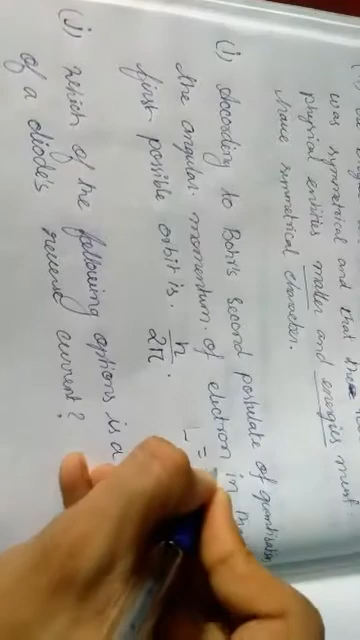 was symmetrical and that the
physical entities matter and energies must
have symmetrical character.
(i) According to Bohr's second postulate of quantisation
the angular momentum of electron in the
first possible orbit is h/2π.
L =
(j) which of the following options is a
of a diode's reverse current?